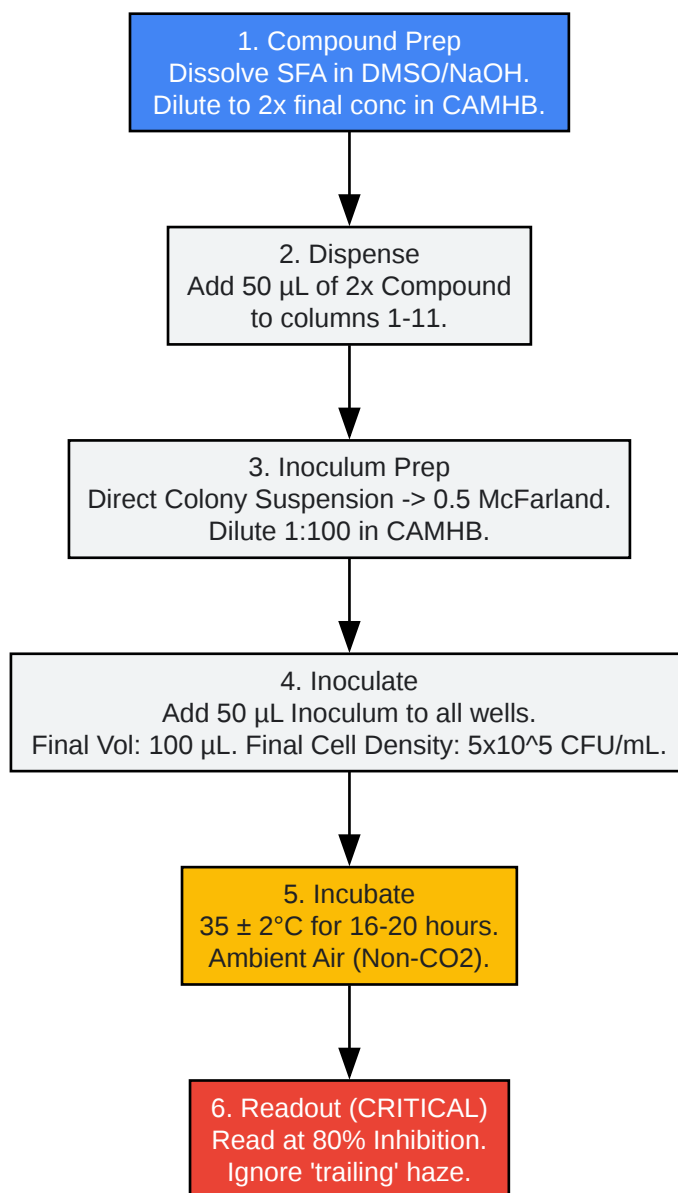 1. Compound Prep
Dissolve SFA in DMSO/NaOH.
Dilute to 2x final conc in CAMHB.
2. Dispense
Add 50 µL of 2x Compound
to columns 1-11.
3. Inoculum Prep
Direct Colony Suspension -> 0.5 McFarland.
Dilute 1:100 in CAMHB.
4. Inoculate
Add 50 µL Inoculum to all wells.
Final Vol: 100 µL. Final Cell Density: 5x10^5 CFU/mL.
5. Incubate
35 ± 2°C for 16-20 hours.
Ambient Air (Non-CO2).
6. Readout (CRITICAL)
Read at 80% Inhibition.
Ignore 'trailing' haze.